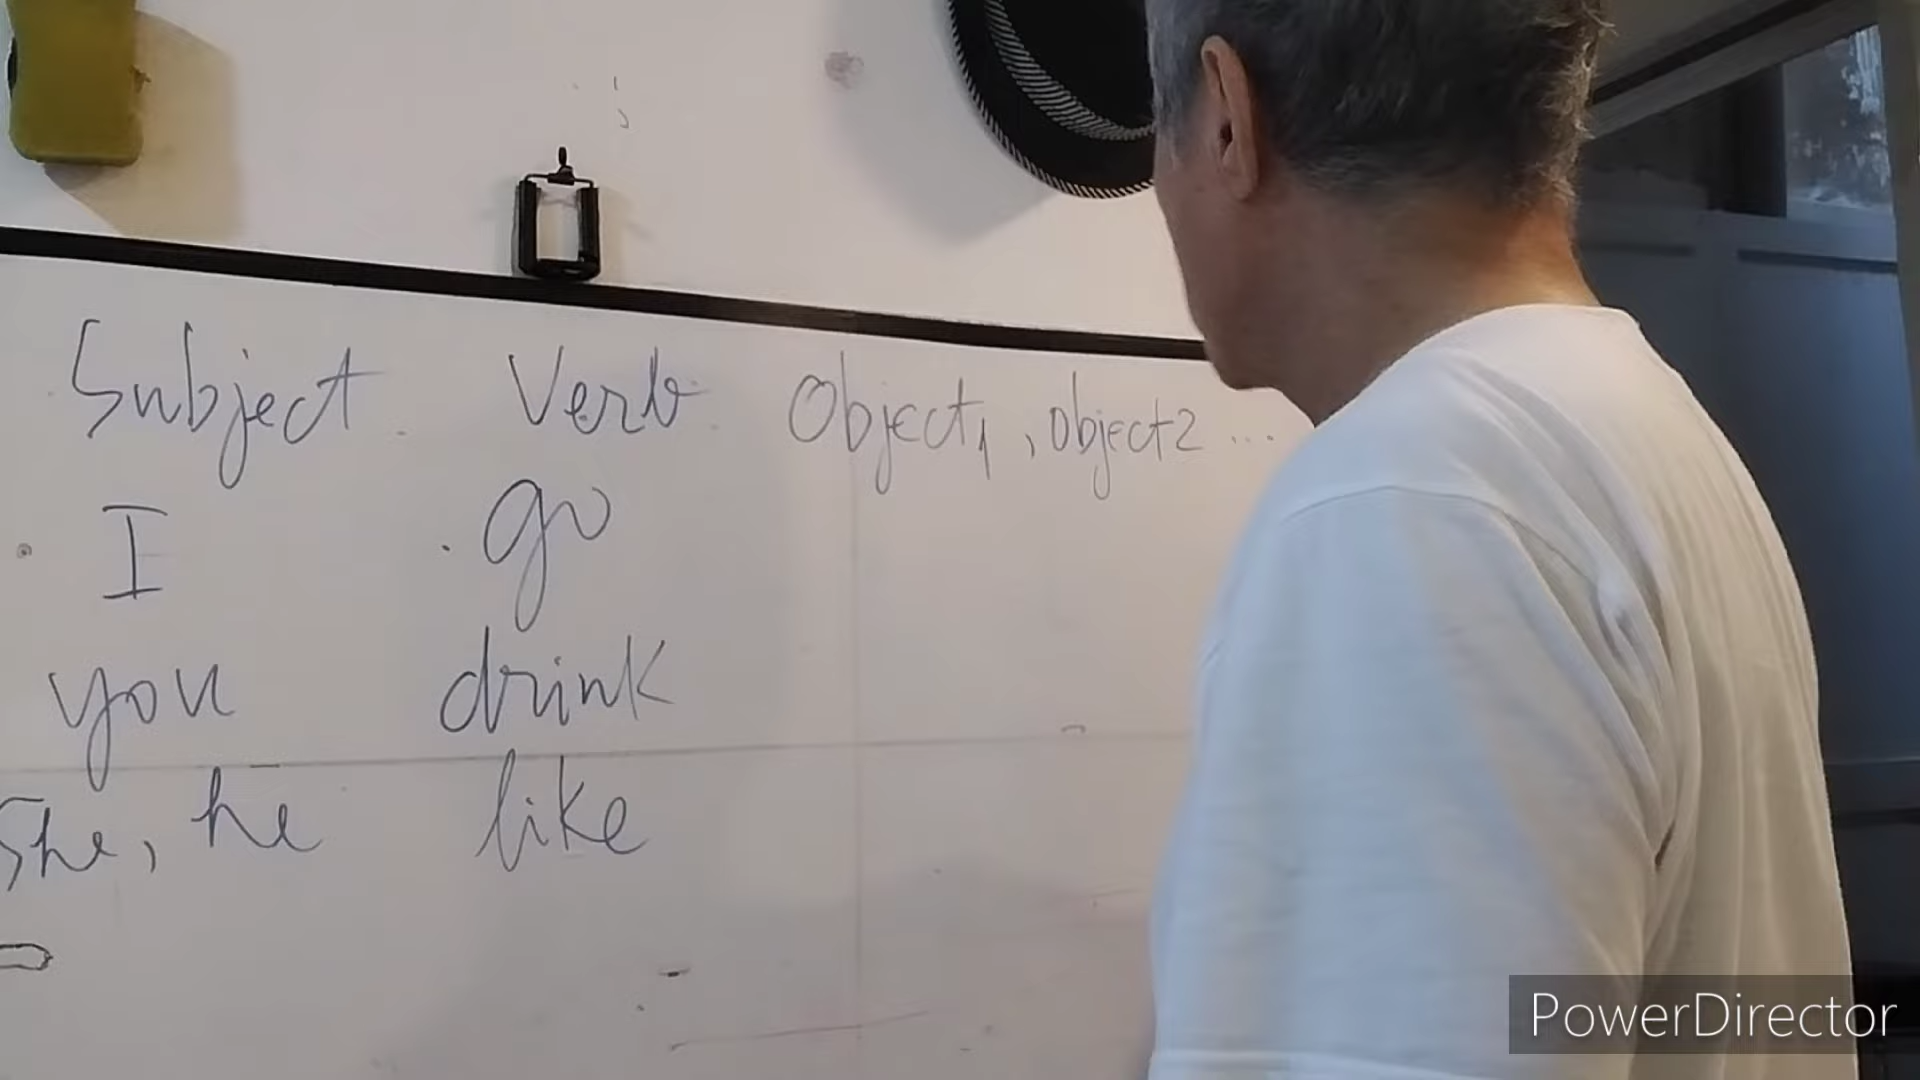 Subject Verb Object1, object2 ...
I go
you drink
She, he like
PowerDirector